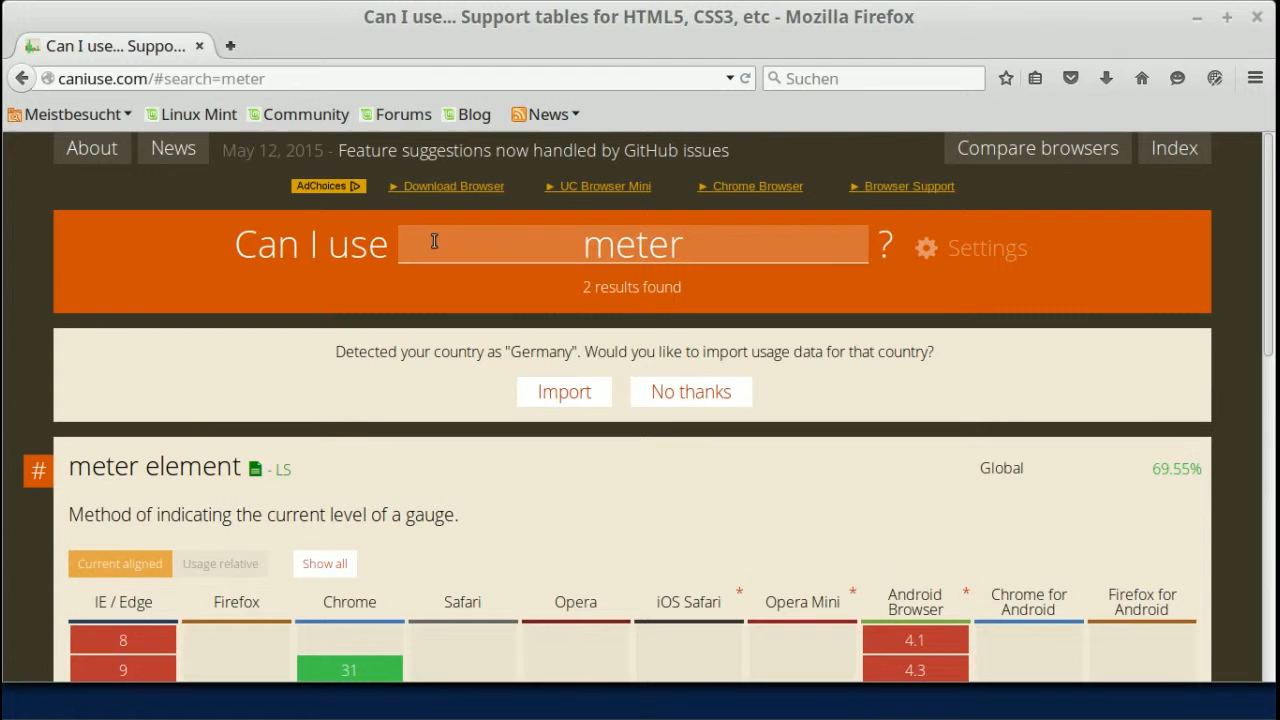 Can I use... Support tables for HTML5, CSS3, etc - Mozilla Firefox
Can I use... Suppo...
caniuse.com/#search=meter
Suchen
Meistbesucht Linux Mint Community Forums Blog News
About News May 12, 2015 - Feature suggestions now handled by GitHub issues Compare browsers Index
AdChoices ► Download Browser ► UC Browser Mini ► Chrome Browser ► Browser Support
Can I use meter ? Settings
2 results found
Detected your country as "Germany". Would you like to import usage data for that country?
Import No thanks
# meter element - LS Global 69.55%
Method of indicating the current level of a gauge.
Current aligned Usage relative Show all
IE / Edge Firefox Chrome Safari Opera iOS Safari * Opera Mini * Android Browser * Chrome for Android Firefox for Android
8 4.1
9 31 4.3